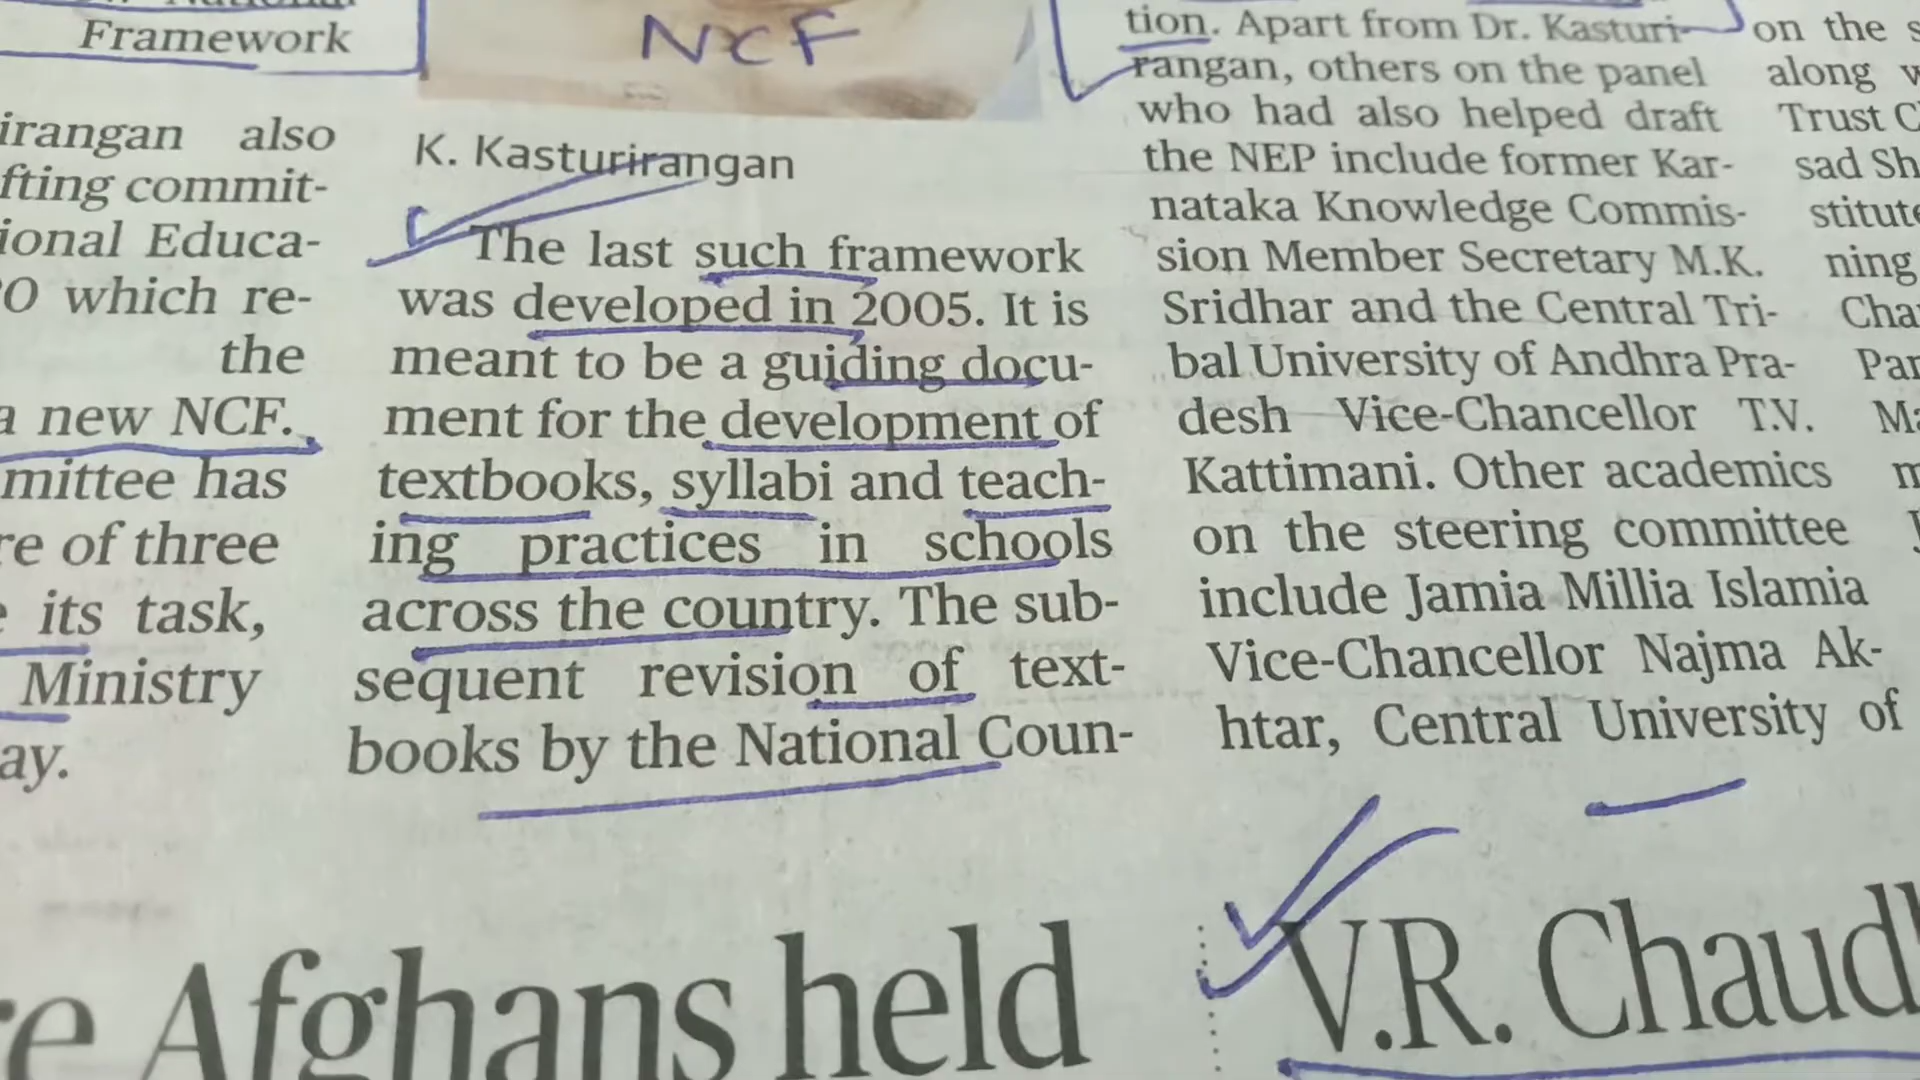 Framework
irangan also
fting commit-
ional Educa-
O which re-
the
a new NCF.
mittee has
re of three
its task,
Ministry
ay.
NCF
K. Kasturirangan
The last such framework
was developed in 2005. It is
meant to be a guiding docu-
ment for the development of
textbooks, syllabi and teach-
ing practices in schools
across the country. The sub-
sequent revision of text-
books by the National Coun-
tion. Apart from Dr. Kasturi-
rangan, others on the panel
who had also helped draft
the NEP include former Kar-
nataka Knowledge Commis-
sion Member Secretary M.K.
Sridhar and the Central Tri-
bal University of Andhra Pra-
desh Vice-Chancellor T.V.
Kattimani. Other academics
on the steering committee
include Jamia Millia Islamia
Vice-Chancellor Najma Ak-
htar, Central University of
on the s
along w
Trust C
sad Sh
stitute
ning
Cha
Par
Ma
m
J
re Afghans held
V.R. Chaud